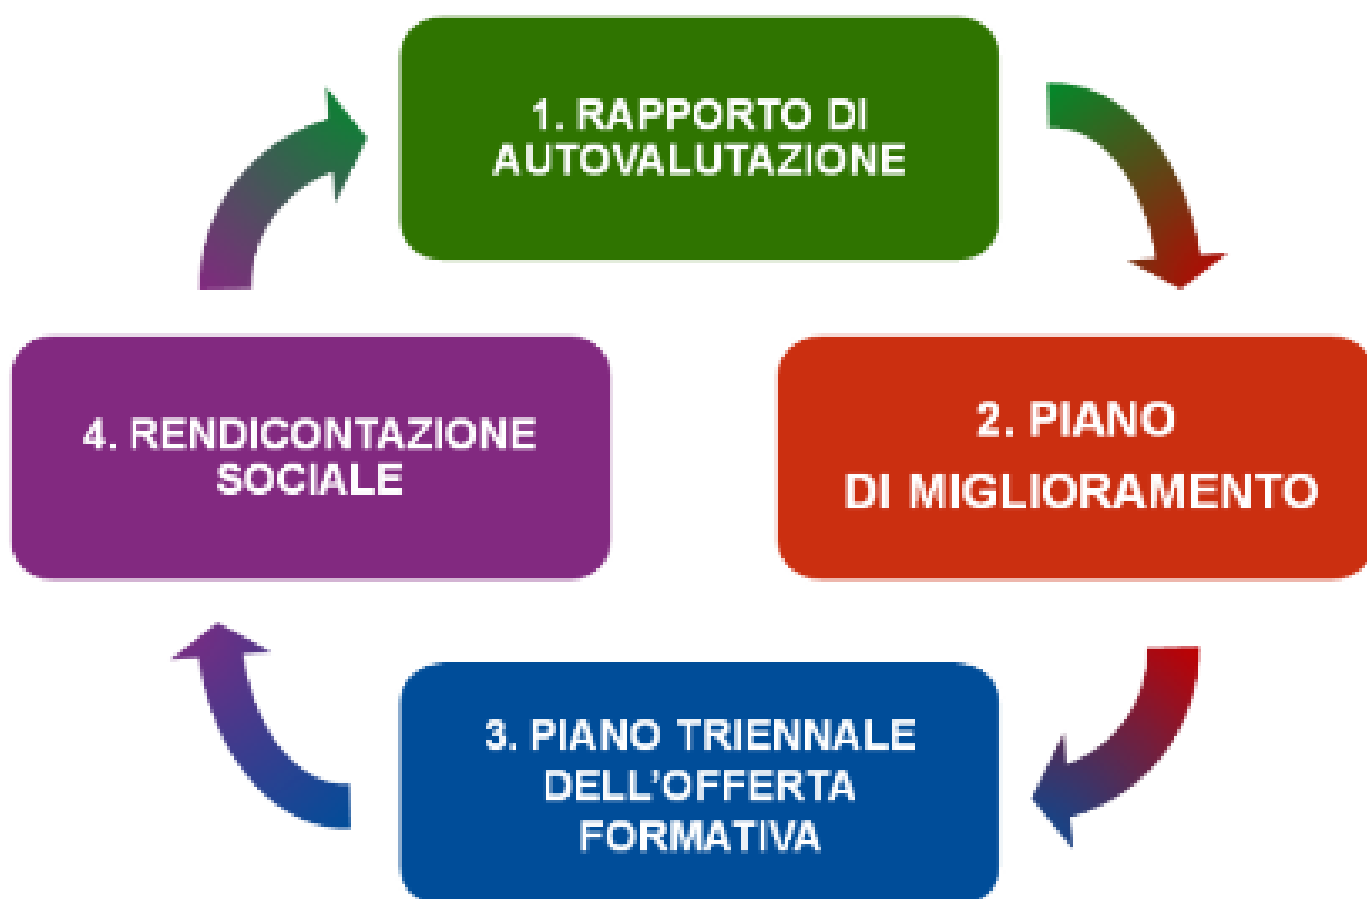 1. RAPPORTO DI
AUTOVALUTAZIONE
2. PIANO
DI MIGLIORAMENTO
3. PIANO TRIENNALE
DELL'OFFERTA
FORMATIVA
4. RENDICONTAZIONE
SOCIALE